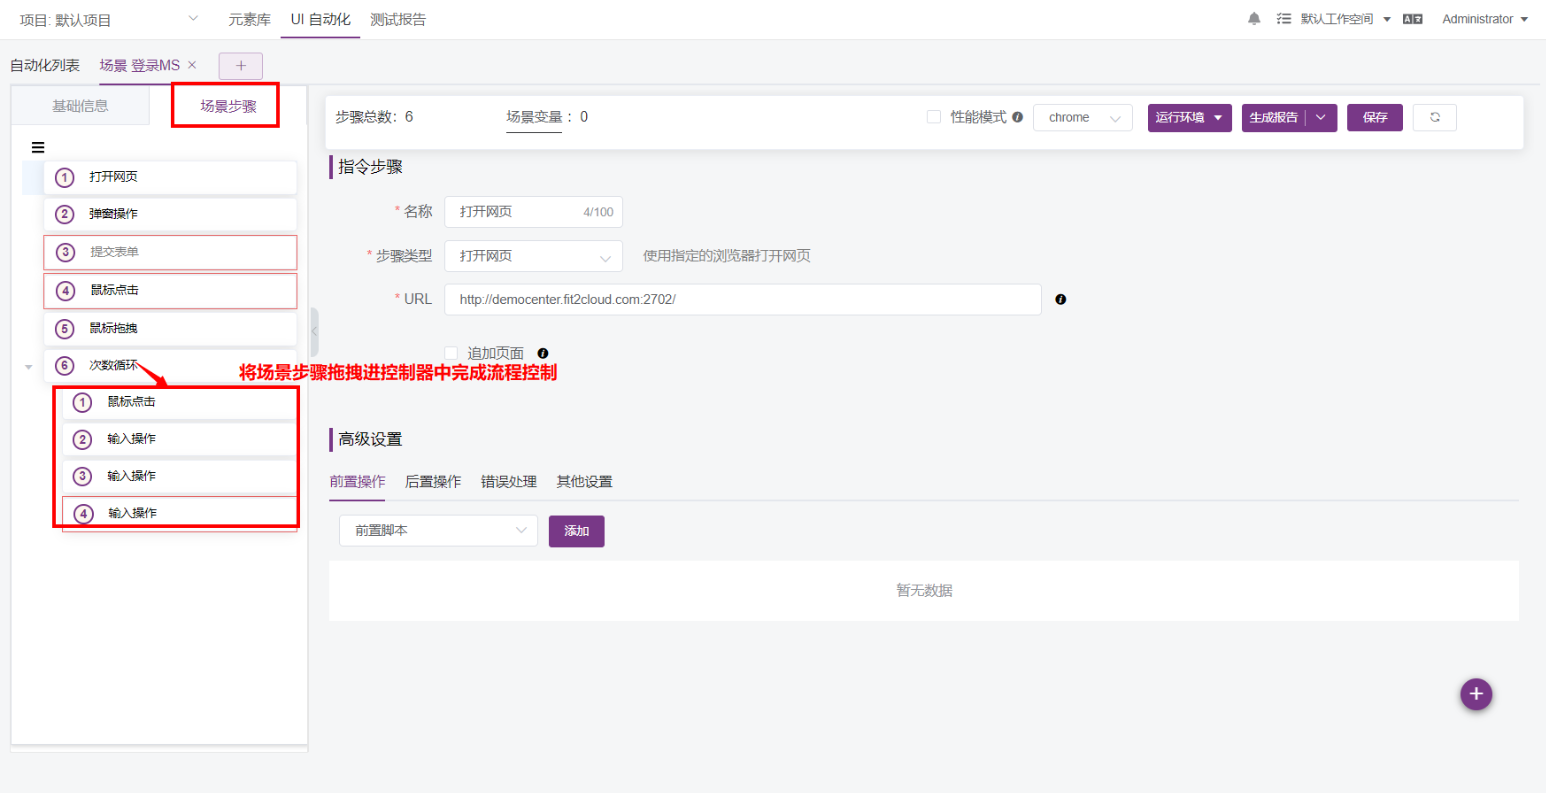 项目: 默认项目 元素库 UI 自动化 测试报告 默认工作空间 Administrator
自动化列表 场景 登录MS × +
基础信息 场景步骤
步骤总数: 6 场景变量 : 0 性能模式 chrome 运行环境 生成报告 保存
指令步骤
1 打开网页
2 弹窗操作
3 提交表单
4 鼠标点击
5 鼠标拖拽
6 次数循环
1 鼠标点击
2 输入操作
3 输入操作
4 输入操作
* 名称 打开网页 4/100
* 步骤类型 打开网页 使用指定的浏览器打开网页
* URL http://democenter.fit2cloud.com:2702/
追加页面
将场景步骤拖拽进控制器中完成流程控制
高级设置
前置操作 后置操作 错误处理 其他设置
前置脚本 添加
暂无数据